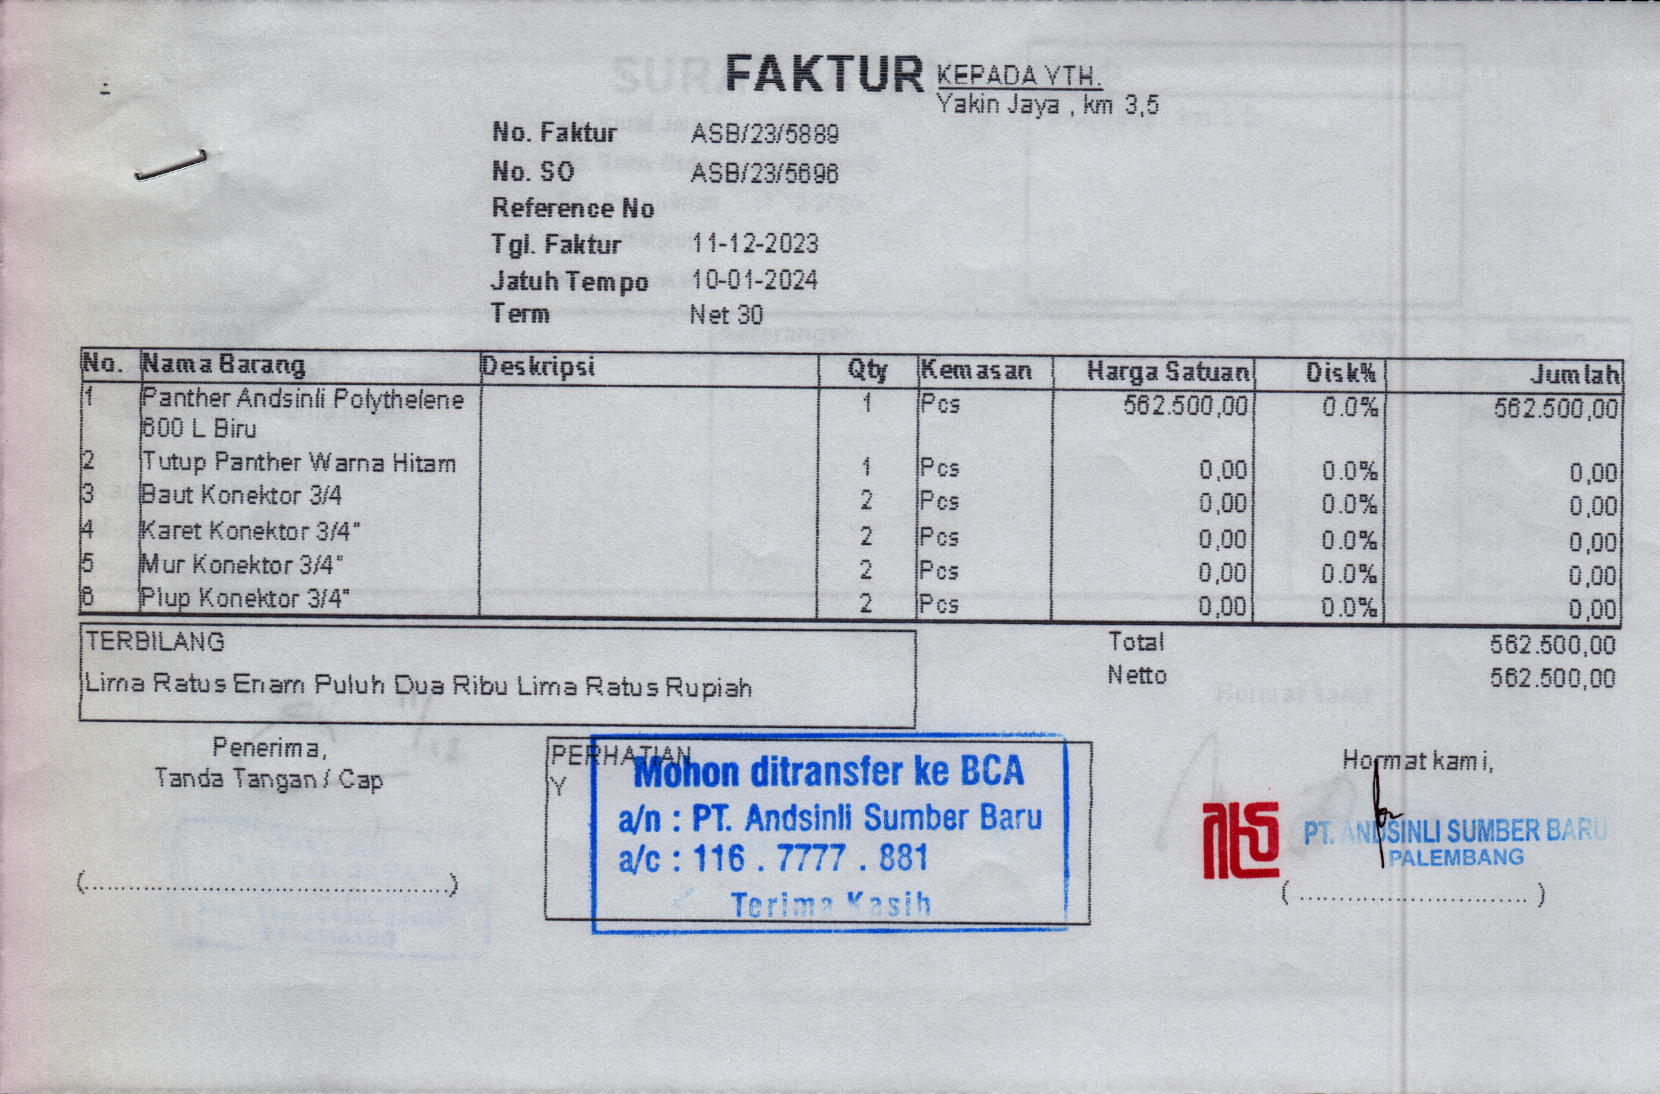 FAKTUR
KEPADA YTH.
Yakin Jaya , km 3,5
No. Faktur ASB/23/5889
No. SO ASB/23/5696
Reference No
Tgl. Faktur 11-12-2023
Jatuh Tempo 10-01-2024
Term Net 30
No. Nama Barang Deskripsi Qty Kemasan Harga Satuan Disk% Jumlah
1 Panther Andsinli Polythelene 1 Pcs 562.500,00 0.0% 562.500,00
600 L Biru
2 Tutup Panther Warna Hitam 1 Pcs 0,00 0.0% 0,00
3 Baut Konektor 3/4 2 Pcs 0,00 0.0% 0,00
4 Karet Konektor 3/4" 2 Pcs 0,00 0.0% 0,00
5 Mur Konektor 3/4" 2 Pcs 0,00 0.0% 0,00
6 Plup Konektor 3/4" 2 Pcs 0,00 0.0% 0,00
TERBILANG
Lima Ratus Enam Puluh Dua Ribu Lima Ratus Rupiah
Total 562.500,00
Netto 562.500,00
Penerima,
Tanda Tangan / Cap
(..................................................)
PERHATIAN
Y
Mohon ditransfer ke BCA
a/n : PT. Andsinli Sumber Baru
a/c : 116 . 7777 . 881
Terima Kasih
Hormat kami,
PT. ANDSINLI SUMBER BARU
PALEMBANG
( ............................... )